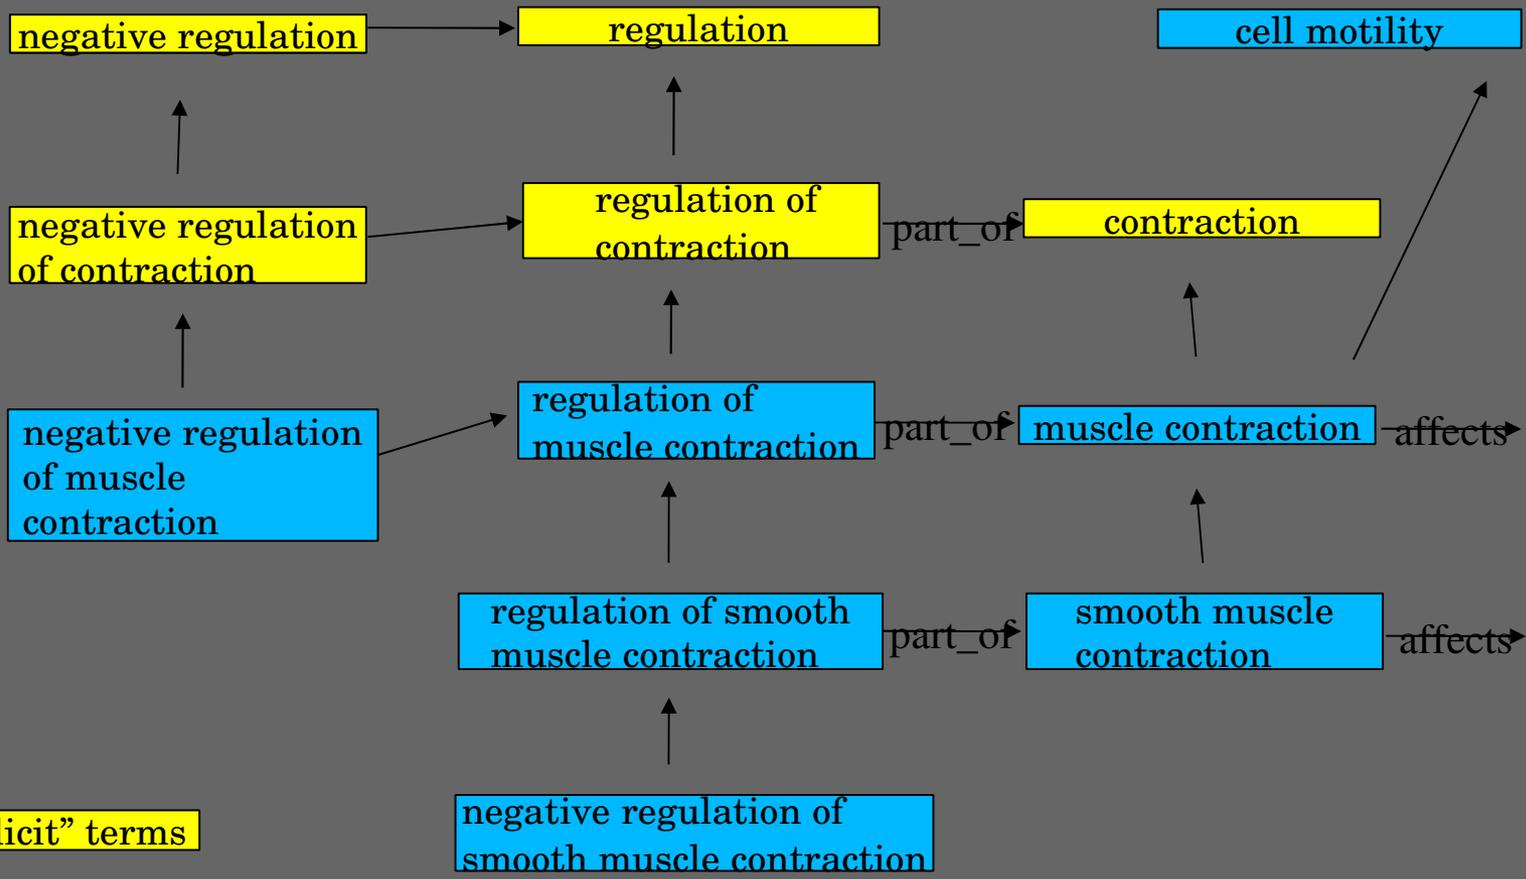 negative regulation
regulation
cell motility
negative regulation
of contraction
regulation of
contraction
part_of
contraction
negative regulation
of muscle
contraction
regulation of
muscle contraction
part_of
muscle contraction
affects
regulation of smooth
muscle contraction
part_of
smooth muscle
contraction
affects
negative regulation of
smooth muscle contraction
licit” terms